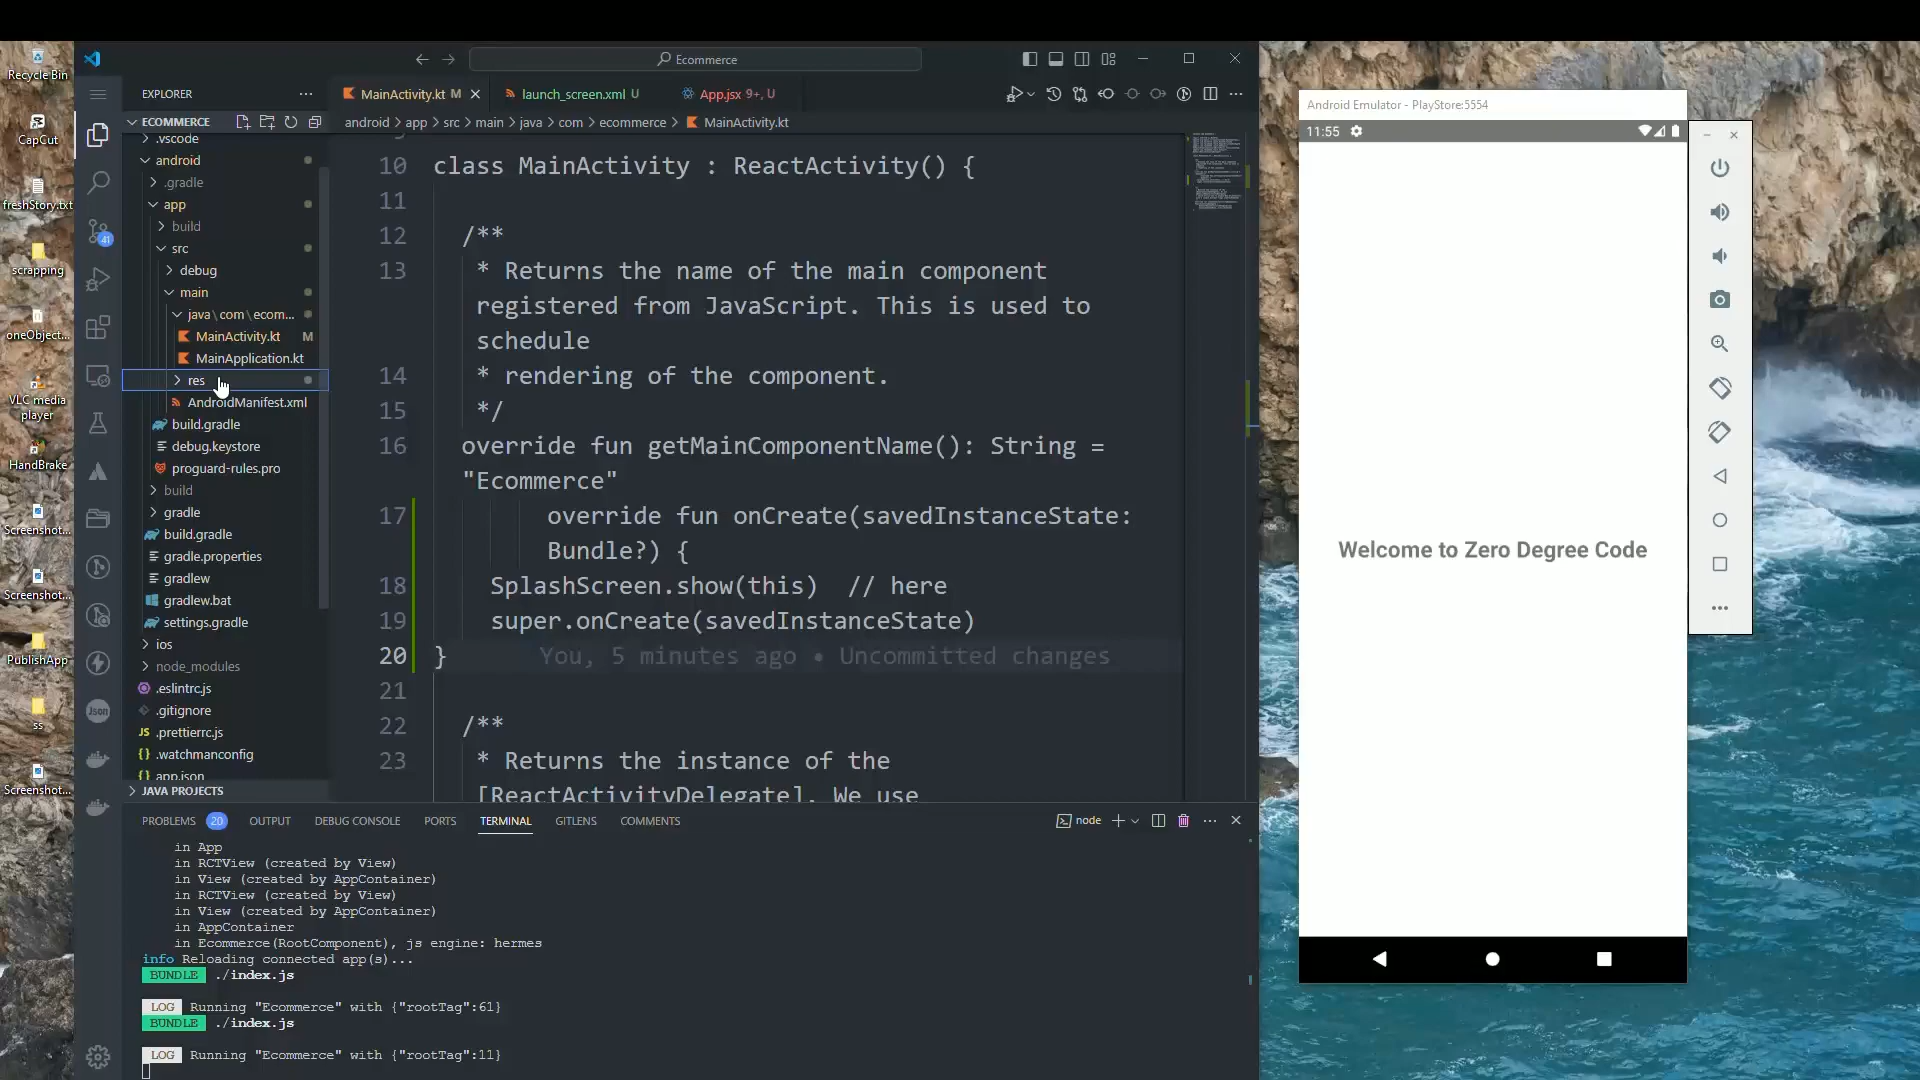 Recycle Bin
CapCut
freshStory.txt
scrapping
oneObject...
VLC media
player
HandBrake
Screenshot...
Screenshot...
PublishApp
ss
Screenshot...
Ecommerce
EXPLORER
ECOMMERCE
.vscode
android
.gradle
app
build
src
debug
main
java\com\ecom...
MainActivity.kt M
MainApplication.kt
res
AndroidManifest.xml
build.gradle
debug.keystore
proguard-rules.pro
build
gradle
build.gradle
gradle.properties
gradlew
gradlew.bat
settings.gradle
ios
node_modules
.eslintrc.js
.gitignore
.prettierrc.js
.watchmanconfig
app.json
JAVA PROJECTS
41
Json
MainActivity.kt M
launch_screen.xml U
App.jsx 9+, U
android > app > src > main > java > com > ecommerce > MainActivity.kt
10 class MainActivity : ReactActivity() {
11
12 /**
13 * Returns the name of the main component
registered from JavaScript. This is used to
schedule
14 * rendering of the component.
15 */
16 override fun getMainComponentName(): String =
"Ecommerce"
17 override fun onCreate(savedInstanceState:
Bundle?) {
18 SplashScreen.show(this) // here
19 super.onCreate(savedInstanceState)
20 } You, 5 minutes ago • Uncommitted changes
21
22 /**
23 * Returns the instance of the
[ReactActivityDelegate]. We use
PROBLEMS 20 OUTPUT DEBUG CONSOLE PORTS TERMINAL GITLENS COMMENTS
node
in App
in RCTView (created by View)
in View (created by AppContainer)
in RCTView (created by View)
in View (created by AppContainer)
in AppContainer
in Ecommerce(RootComponent), js engine: hermes
info Reloading connected app(s)...
BUNDLE ./index.js
LOG Running "Ecommerce" with {"rootTag":61}
BUNDLE ./index.js
LOG Running "Ecommerce" with {"rootTag":11}
Android Emulator - PlayStore:5554
11:55
Welcome to Zero Degree Code